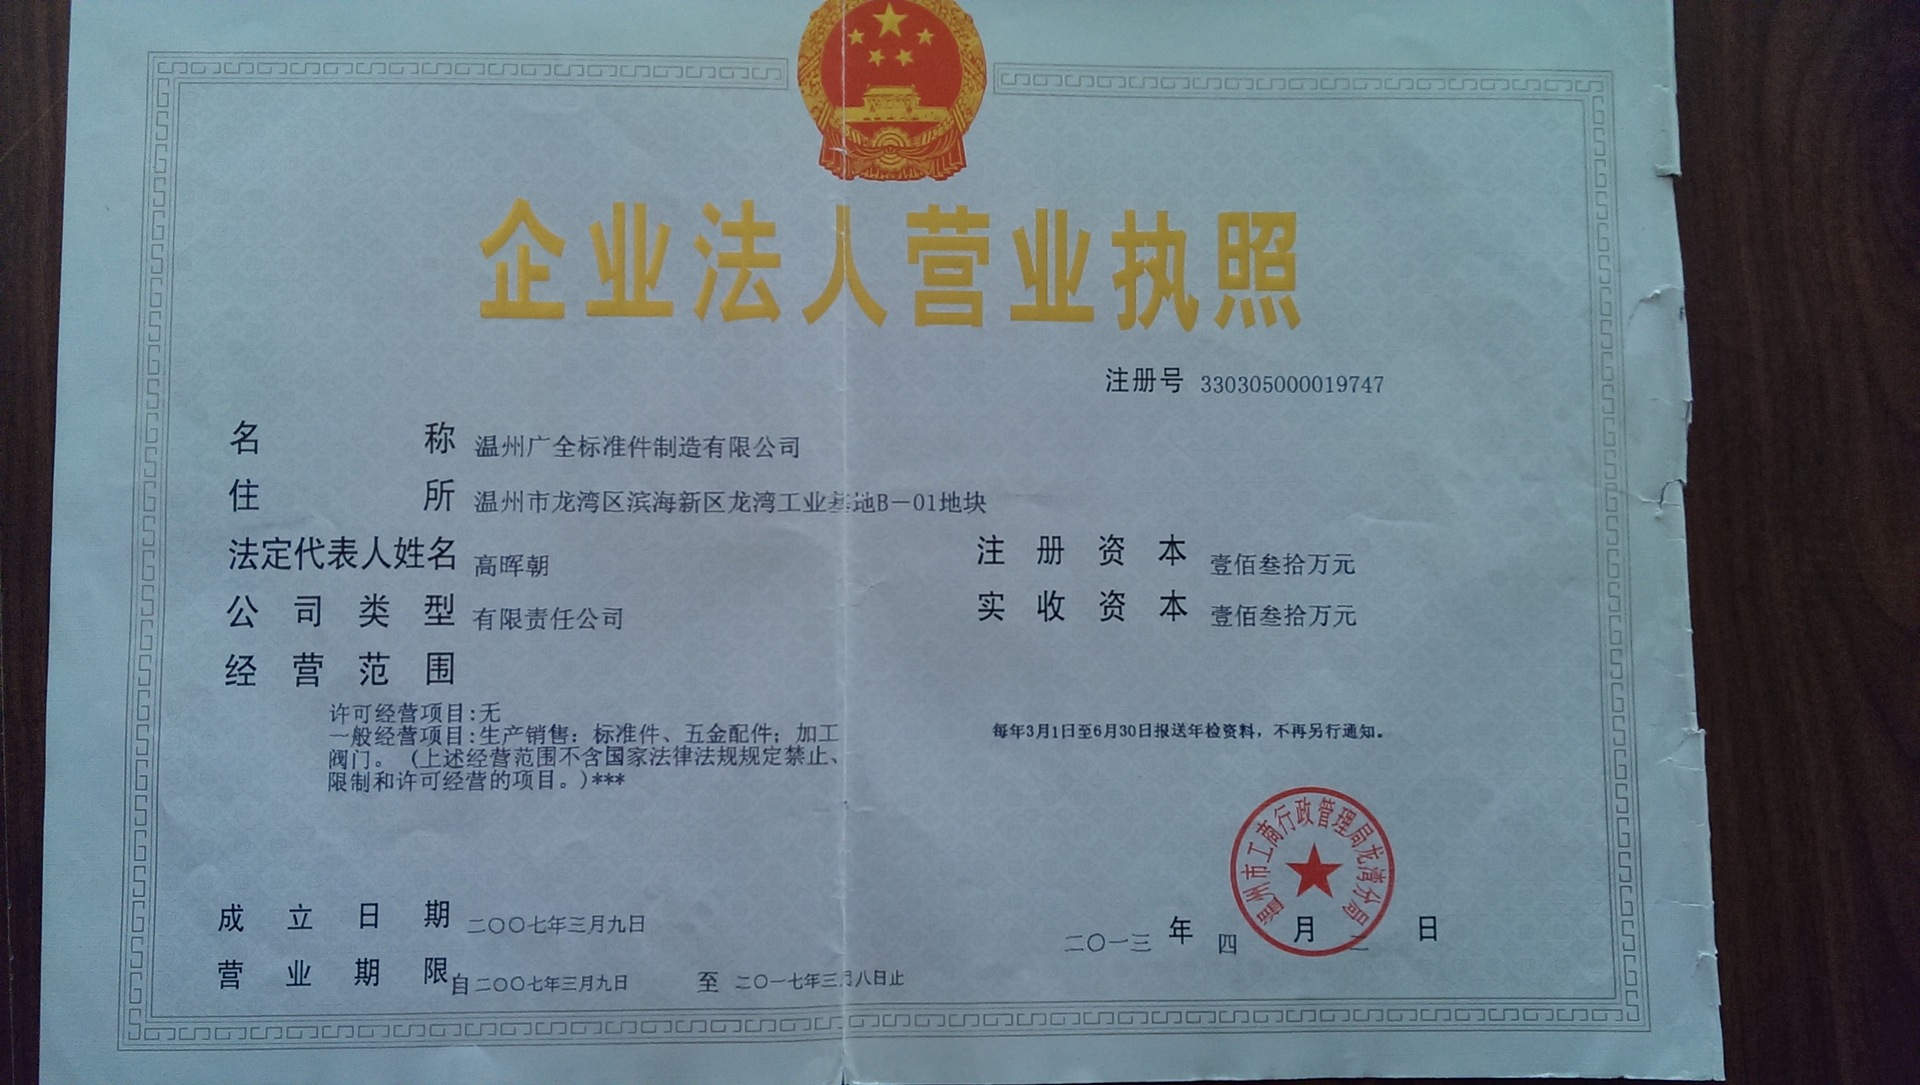 企业法人营业执照
注册号 330305000019747
名称 温州广全标准件制造有限公司
住所 温州市龙湾区滨海新区龙湾工业基地B-01地块
法定代表人姓名 高晖朝
注册资本 壹佰叁拾万元
公司类型 有限责任公司
实收资本 壹佰叁拾万元
经营范围
许可经营项目:无
一般经营项目:生产销售：标准件、五金配件；加工
阀门。（上述经营范围不含国家法律法规规定禁止、
限制和许可经营的项目。）***
每年3月1日至6月30日报送年检资料，不再另行通知。
温州市工商行政管理局龙湾分局
成立日期 二〇〇七年三月九日
二〇一三年四月二日
营业期限 自二〇〇七年三月九日 至 二〇一七年三月八日止